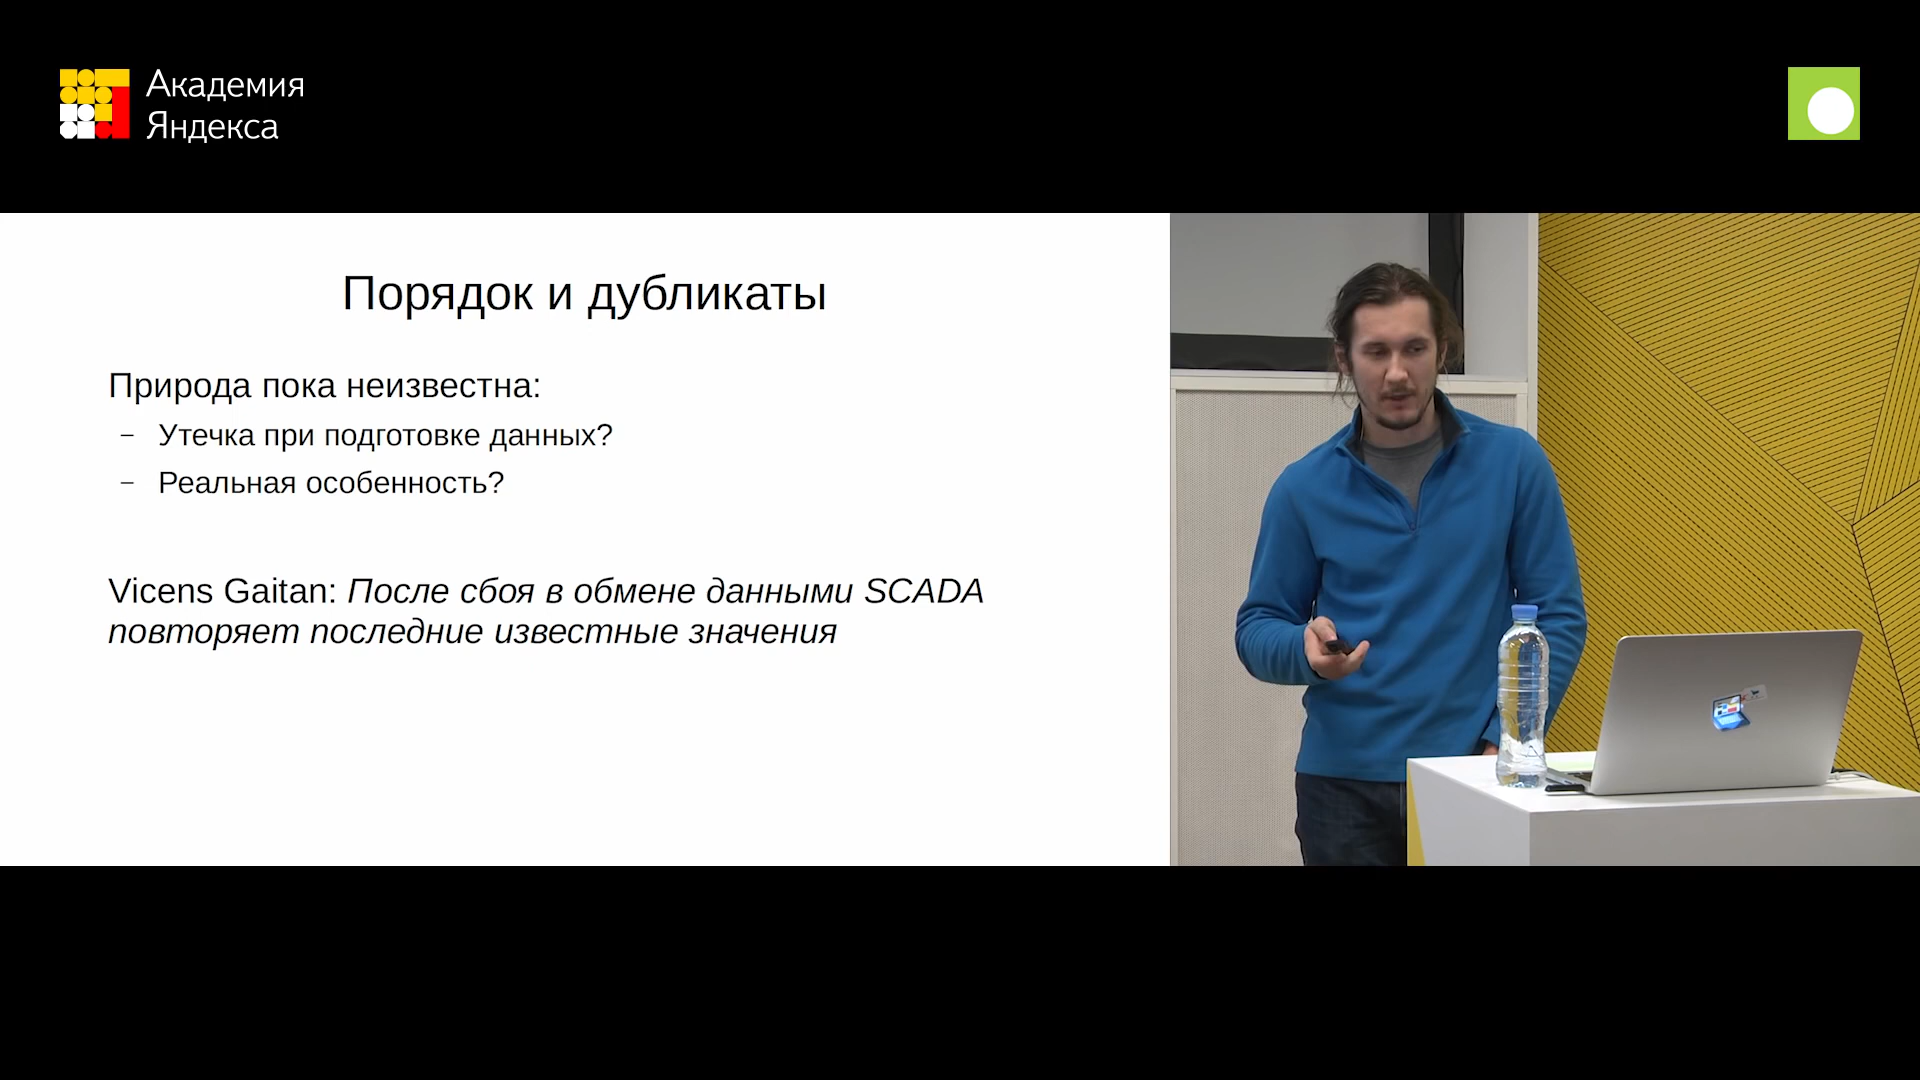 Академия
Яндекса
Порядок и дубликаты
Природа пока неизвестна:
– Утечка при подготовке данных?
– Реальная особенность?
Vicens Gaitan: После сбоя в обмене данными SCADA
повторяет последние известные значения